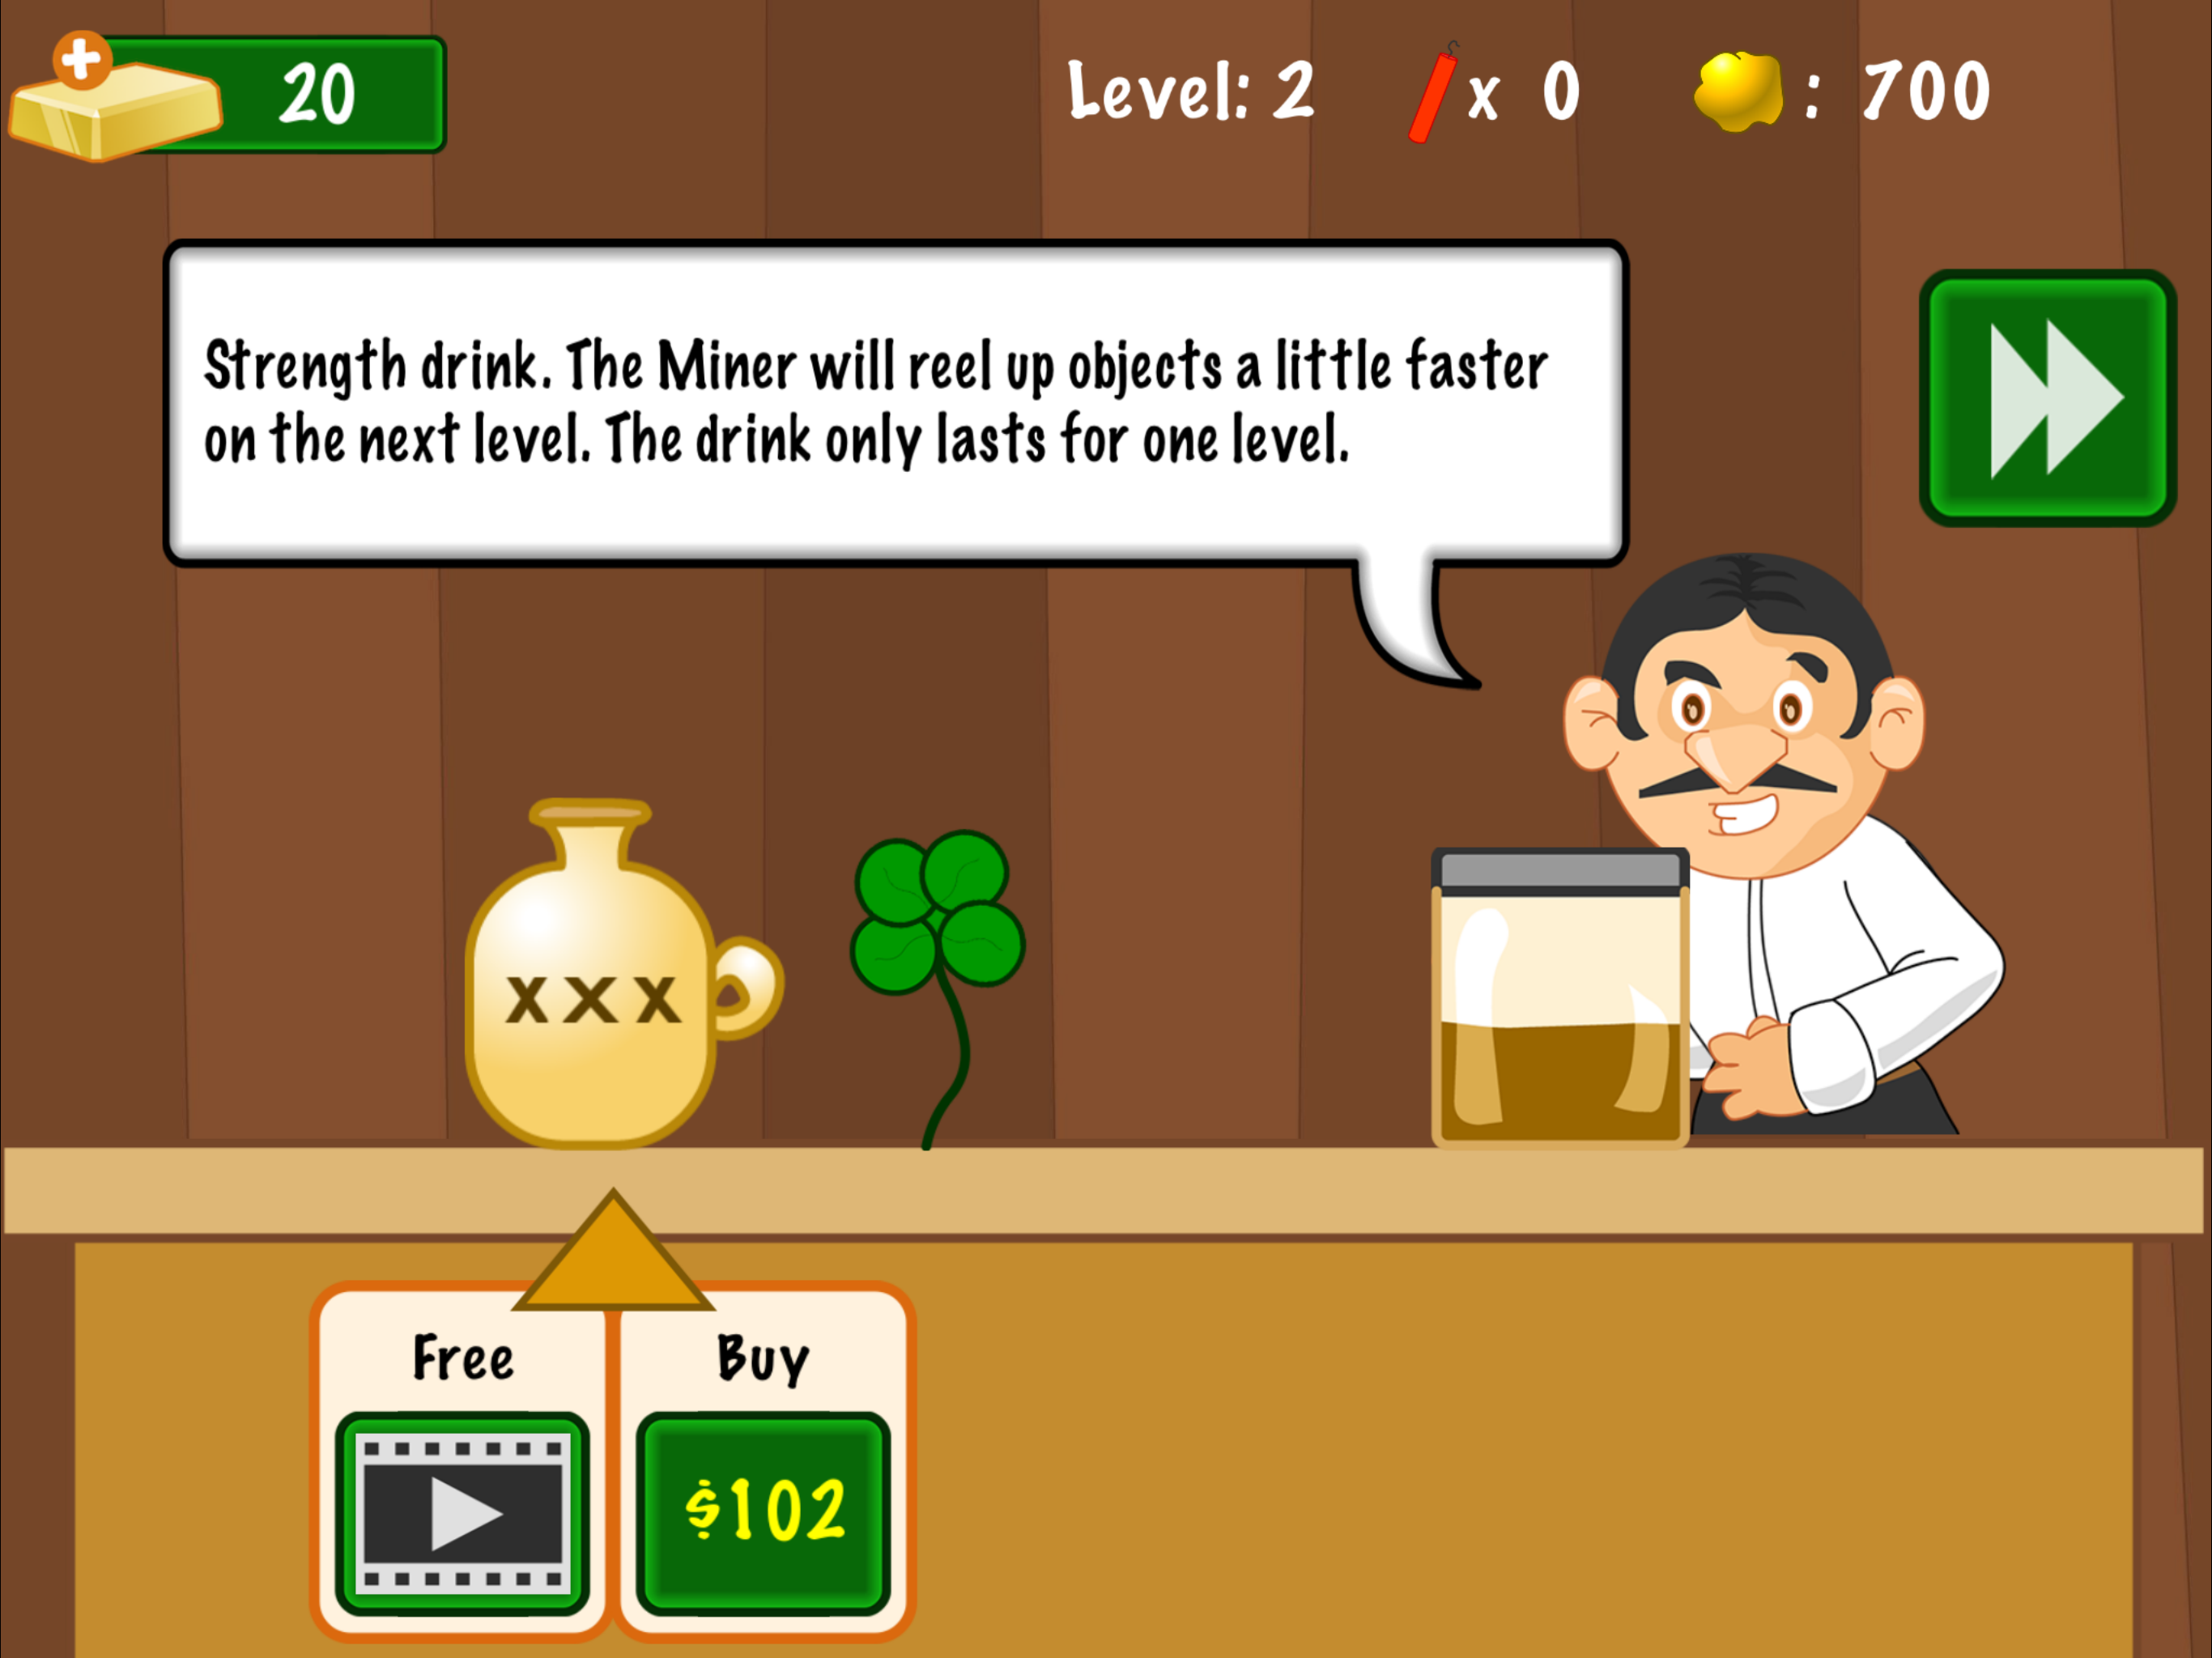 20
Level: 2 x 0 : 700
Strength drink. The Miner will reel up objects a little faster
on the next level. The drink only lasts for one level.
XXX
Free
Buy
$102